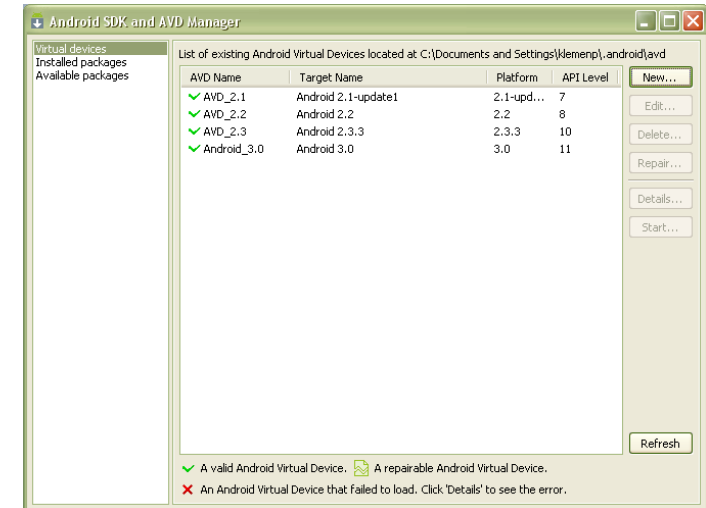 Android SDK and AVD Manager
Virtual devices
Installed packages
Available packages
List of existing Android Virtual Devices located at C:\Documents and Settings\klemenp\.android\avd
AVD Name Target Name Platform API Level
AVD_2.1 Android 2.1-update1 2.1-upd... 7
AVD_2.2 Android 2.2 2.2 8
AVD_2.3 Android 2.3.3 2.3.3 10
Android_3.0 Android 3.0 3.0 11
New...
Edit...
Delete...
Repair...
Details...
Start...
Refresh
A valid Android Virtual Device. A repairable Android Virtual Device.
An Android Virtual Device that failed to load. Click 'Details' to see the error.